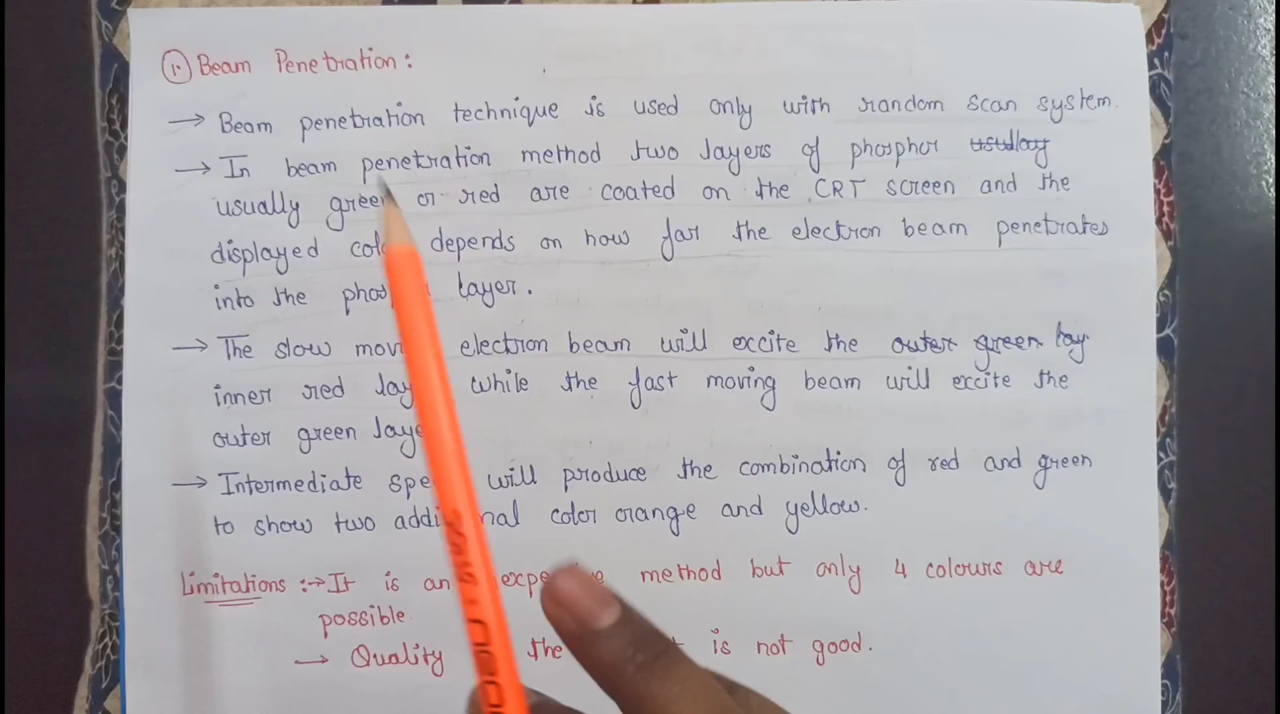 1. Beam Penetration:
→ Beam penetration technique is used only with random scan system.
→ In beam penetration method two layers of phosphor usullay
usually green or red are coated on the CRT screen and the
displayed depends on how far the electron beam penetrates
into the layer.
→ The slow electron beam will excite the outer green lay
inner red while the fast moving beam will excite the
outer green
→ Intermediate will produce the combination of red and green
to show two color orange and yellow.
Limitations :→ It is an method but only 4 colours are
possible.
→ Quality the is not good.